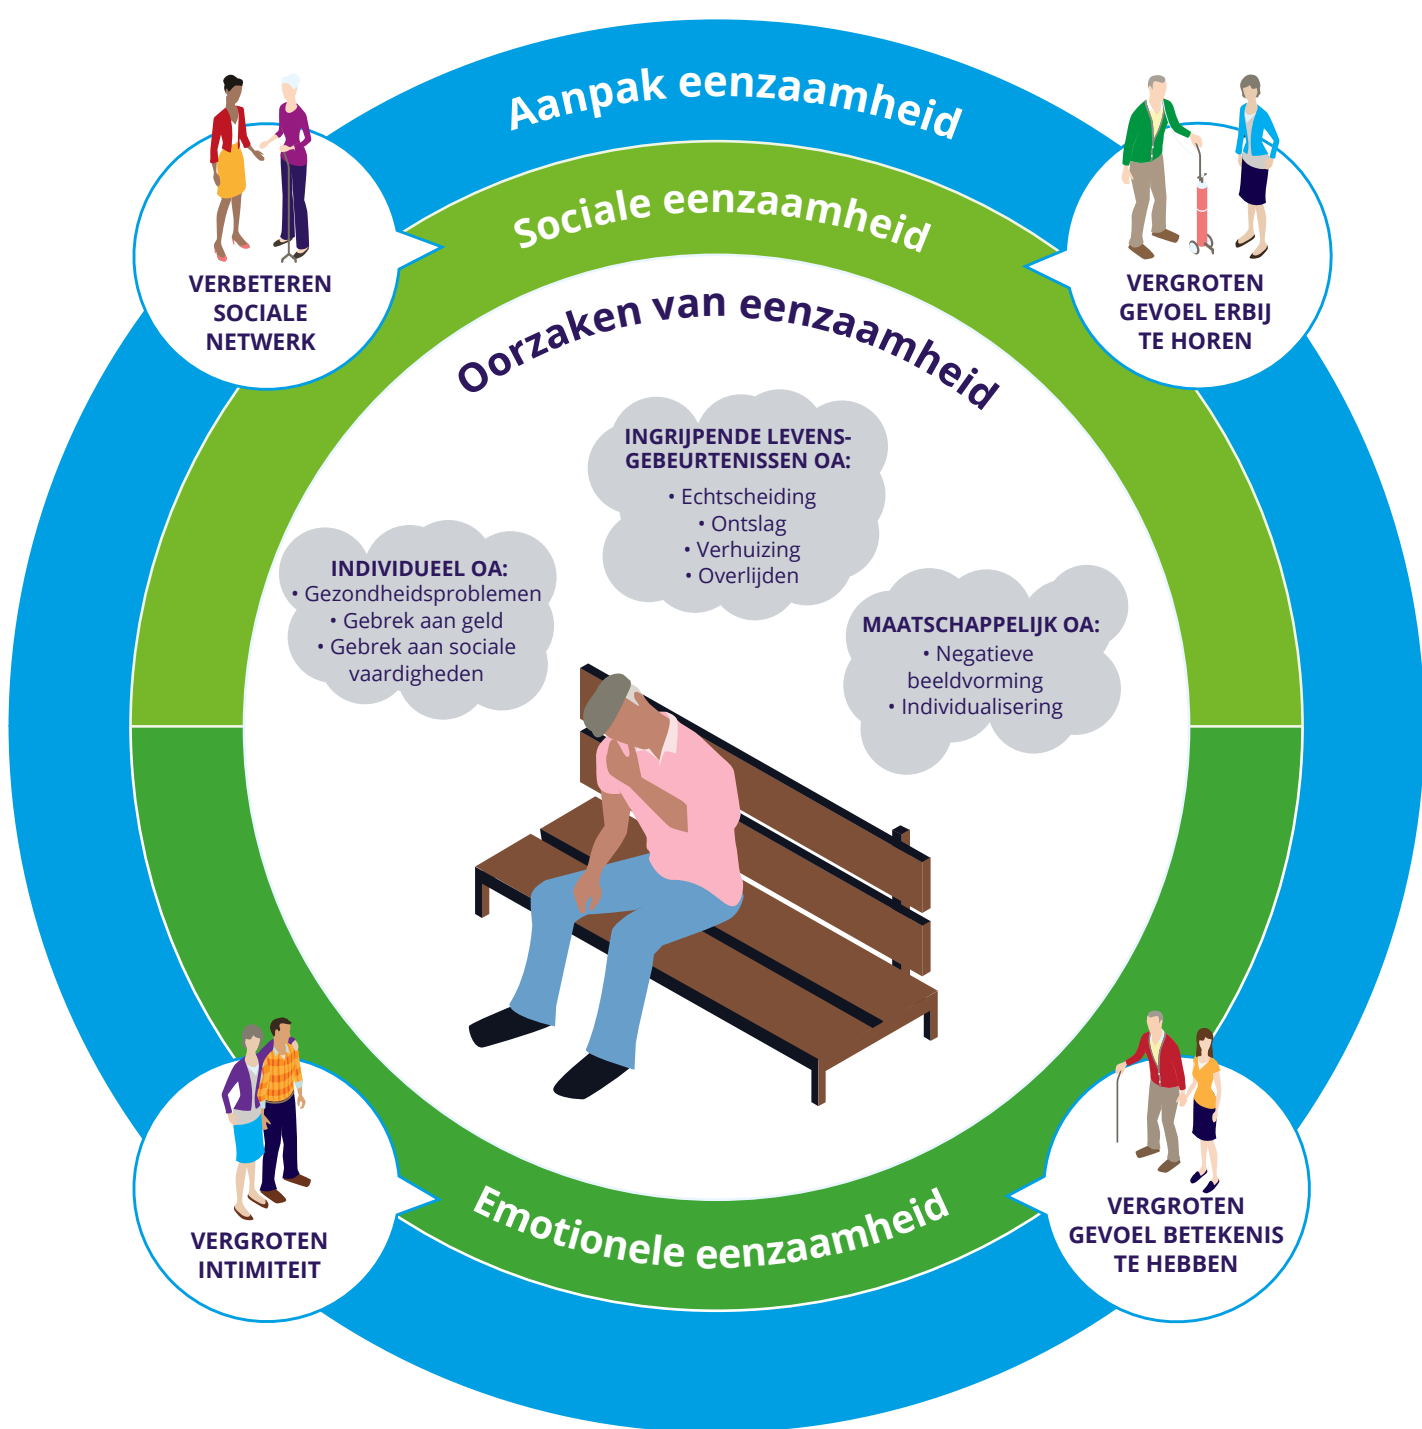 Aanpak eenzaamheid
Sociale eenzaamheid
VERBETEREN
SOCIALE
NETWERK
VERGROTEN
GEVOEL ERBIJ
TE HOREN
Oorzaken van eenzaamheid
INGRIJPENDE LEVENS-
GEBEURTENISSEN OA:
• Echtscheiding
• Ontslag
• Verhuizing
• Overlijden
INDIVIDUEEL OA:
• Gezondheidsproblemen
• Gebrek aan geld
• Gebrek aan sociale
vaardigheden
MAATSCHAPPELIJK OA:
• Negatieve
beeldvorming
• Individualisering
VERGROTEN
INTIMITEIT
Emotionele eenzaamheid
VERGROTEN
GEVOEL BETEKENIS
TE HEBBEN